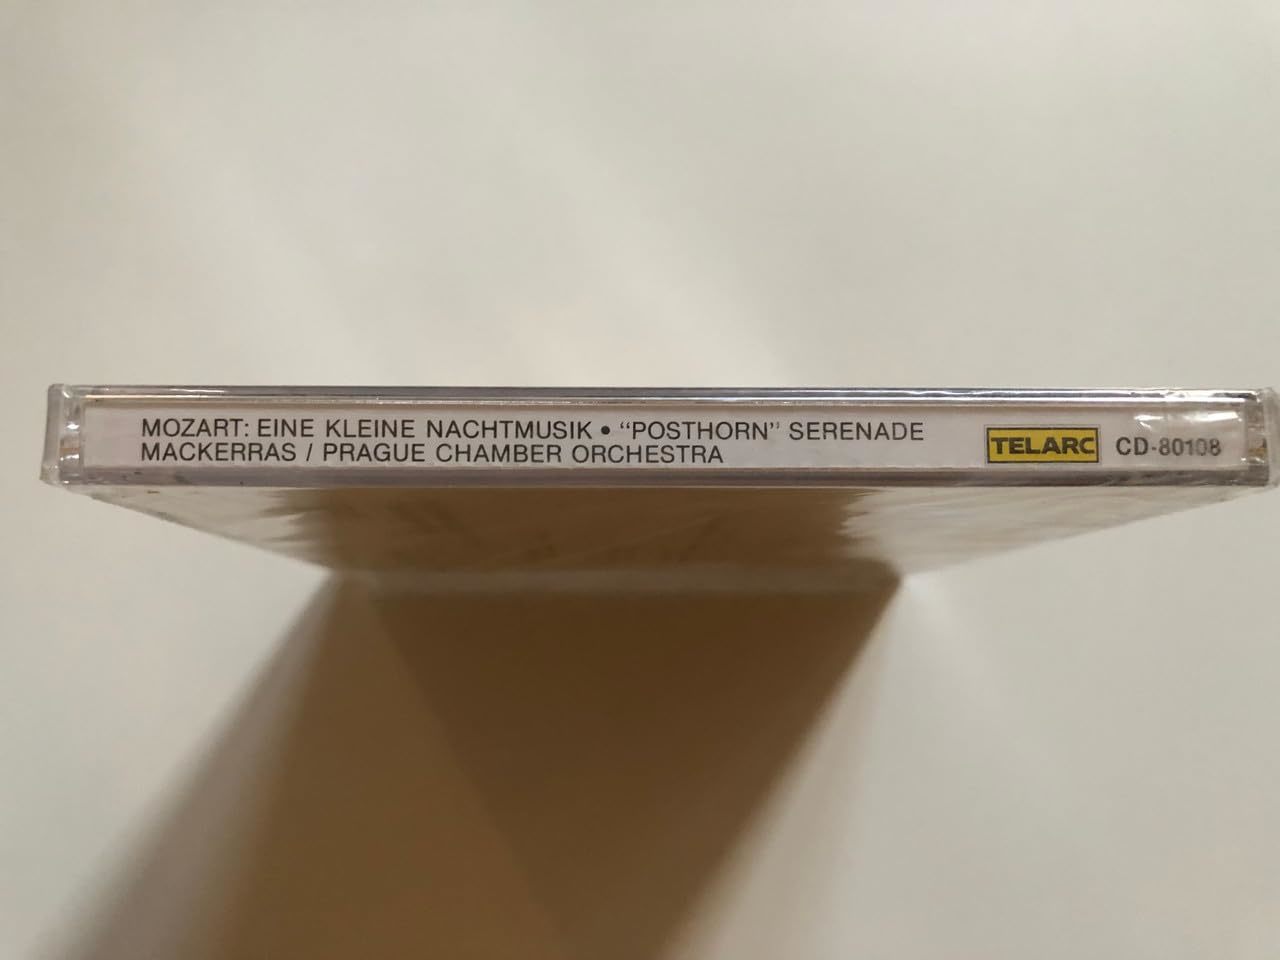 MOZART: EINE KLEINE NACHTMUSIK • “POSTHORN” SERENADE
MACKERRAS / PRAGUE CHAMBER ORCHESTRA
TELARC CD-80108